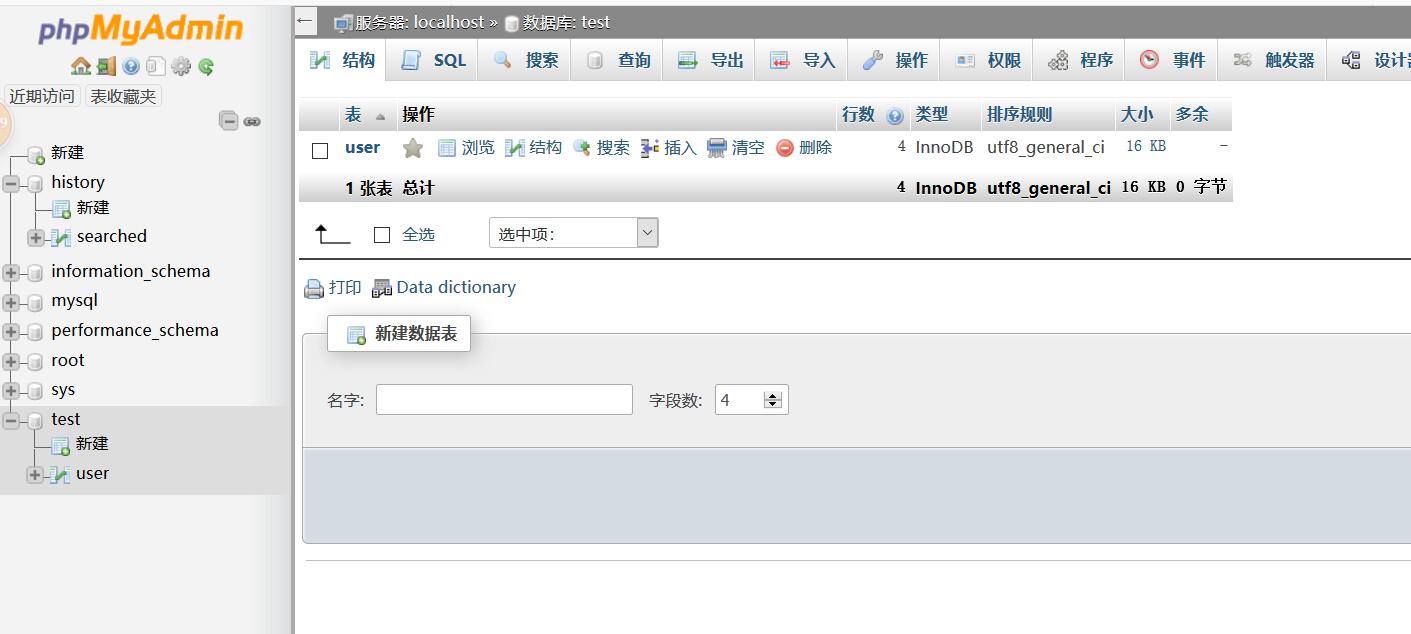 phpMyAdmin
近期访问 表收藏夹
新建
history
新建
searched
information_schema
mysql
performance_schema
root
sys
test
新建
user
服务器: localhost » 数据库: test
结构 SQL 搜索 查询 导出 导入 操作 权限 程序 事件 触发器
表 操作 行数 类型 排序规则 大小 多余
user 浏览 结构 搜索 插入 清空 删除 4 InnoDB utf8_general_ci 16 KB -
1 张表 总计 4 InnoDB utf8_general_ci 16 KB 0 字节
全选 选中项:
打印 Data dictionary
新建数据表
名字: 字段数: 4